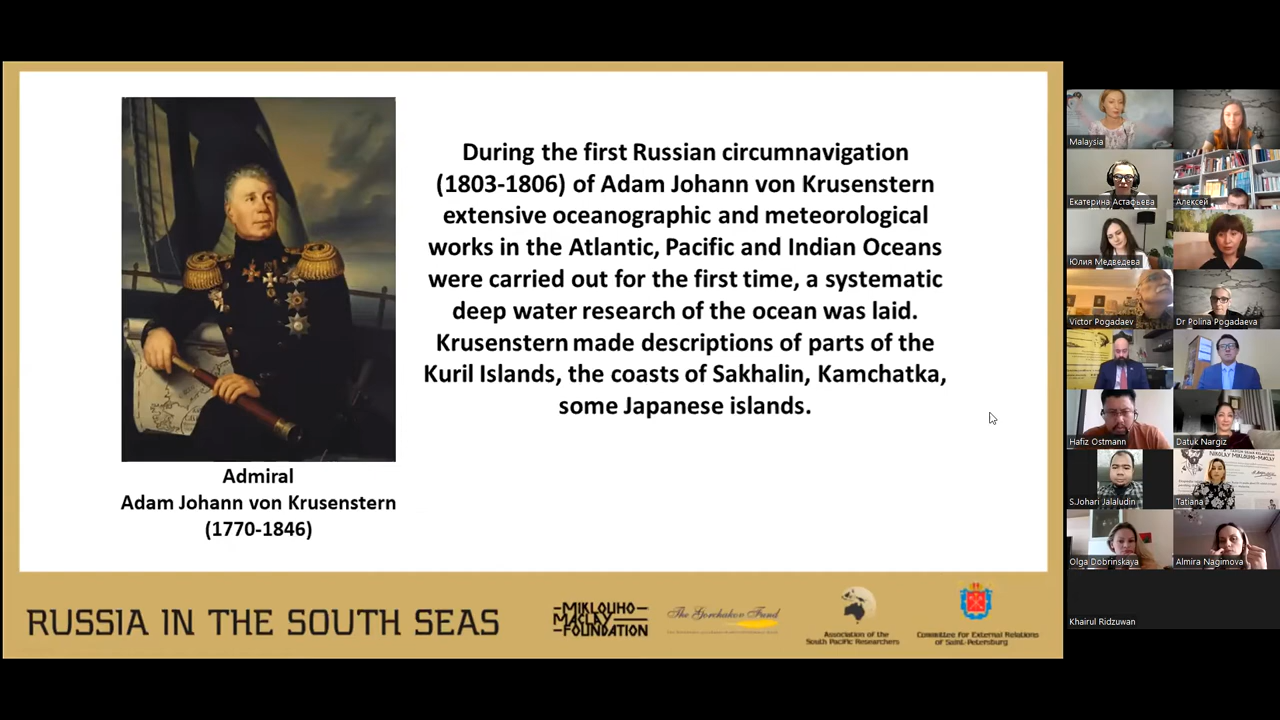 During the first Russian circumnavigation
(1803-1806) of Adam Johann von Krusenstern
extensive oceanographic and meteorological
works in the Atlantic, Pacific and Indian Oceans
were carried out for the first time, a systematic
deep water research of the ocean was laid.
Krusenstern made descriptions of parts of the
Kuril Islands, the coasts of Sakhalin, Kamchatka,
some Japanese islands.
Admiral
Adam Johann von Krusenstern
(1770-1846)
RUSSIA IN THE SOUTH SEAS
MIKLOUHO
MACLAY
FOUNDATION
The Gorchakov Fund
Association of the
South Pacific Researchers
Committee for External Relations
of Saint-Petersburg
Malaysia
Екатерина Астафьева
Алексей
Юлия Медведева
Victor Pogadaev
Dr Polina Pogadaeva
Hafiz Ostmann
Datuk Nargiz
S.Johari Jalaludin
NIKOLAY MIKLOUHO-MACLAY
Tatiana
Olga Dobrinskaya
Almira Nagimova
Khairul Ridzuwan